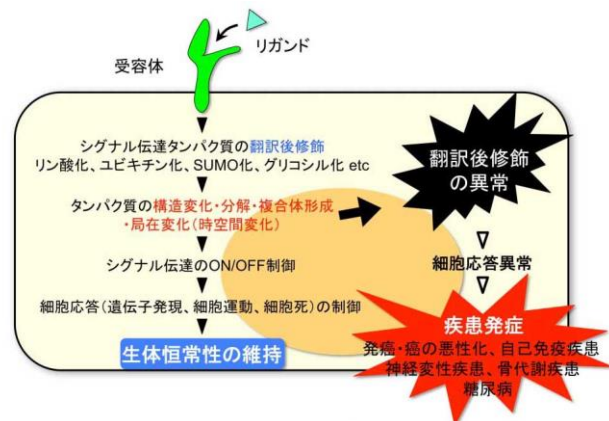 リガンド
受容体
シグナル伝達タンパク質の翻訳後修飾
リン酸化、ユビキチン化、SUMO化、グリコシル化 etc
タンパク質の構造変化・分解・複合体形成
・局在変化(時空間変化)
シグナル伝達のON/OFF制御
細胞応答(遺伝子発現、細胞運動、細胞死)の制御
生体恒常性の維持
翻訳後修飾
の異常
細胞応答異常
疾患発症
発癌・癌の悪性化、自己免疫疾患
神経変性疾患、骨代謝疾患
糖尿病